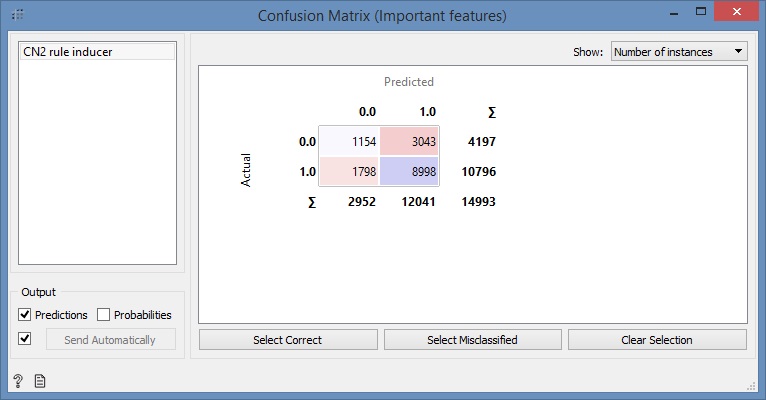 Confusion Matrix (Important features)
CN2 rule inducer
Show: Number of instances
Predicted
0.0 1.0 Σ
Actual
0.0 1154 3043 4197
1.0 1798 8998 10796
Σ 2952 12041 14993
Output
Predictions Probabilities
Send Automatically
Select Correct Select Misclassified Clear Selection
?